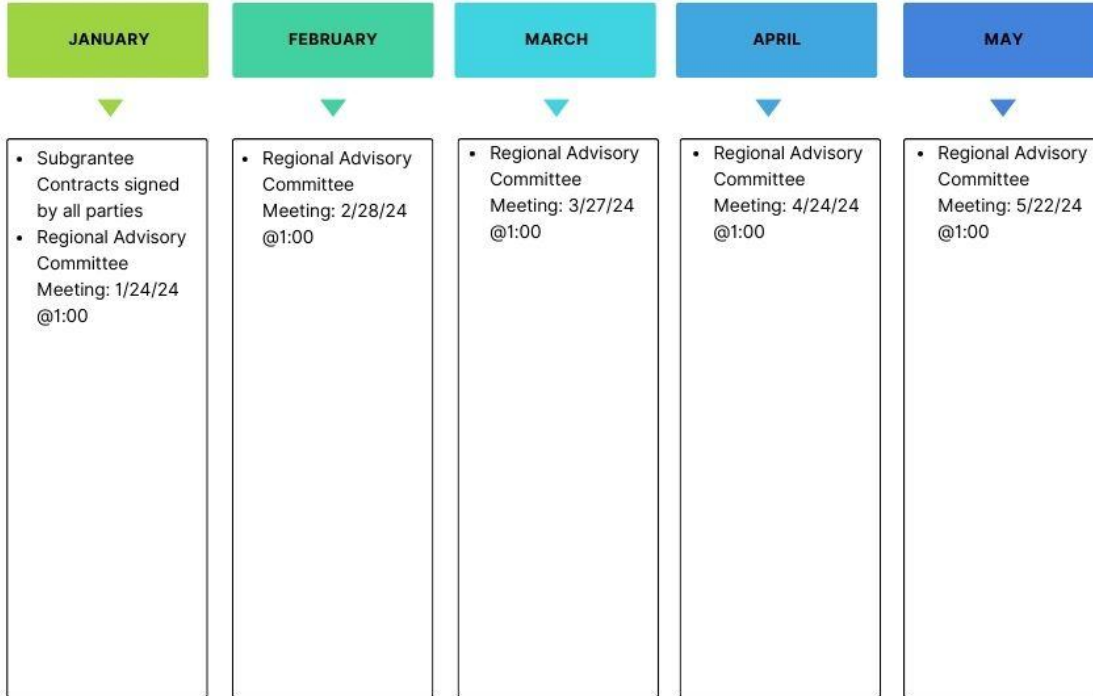 JANUARY
FEBRUARY
MARCH
APRIL
MAY
• Subgrantee
Contracts signed
by all parties
• Regional Advisory
Committee
Meeting: 1/24/24
@1:00
• Regional Advisory
Committee
Meeting: 2/28/24
@1:00
• Regional Advisory
Committee
Meeting: 3/27/24
@1:00
• Regional Advisory
Committee
Meeting: 4/24/24
@1:00
• Regional Advisory
Committee
Meeting: 5/22/24
@1:00